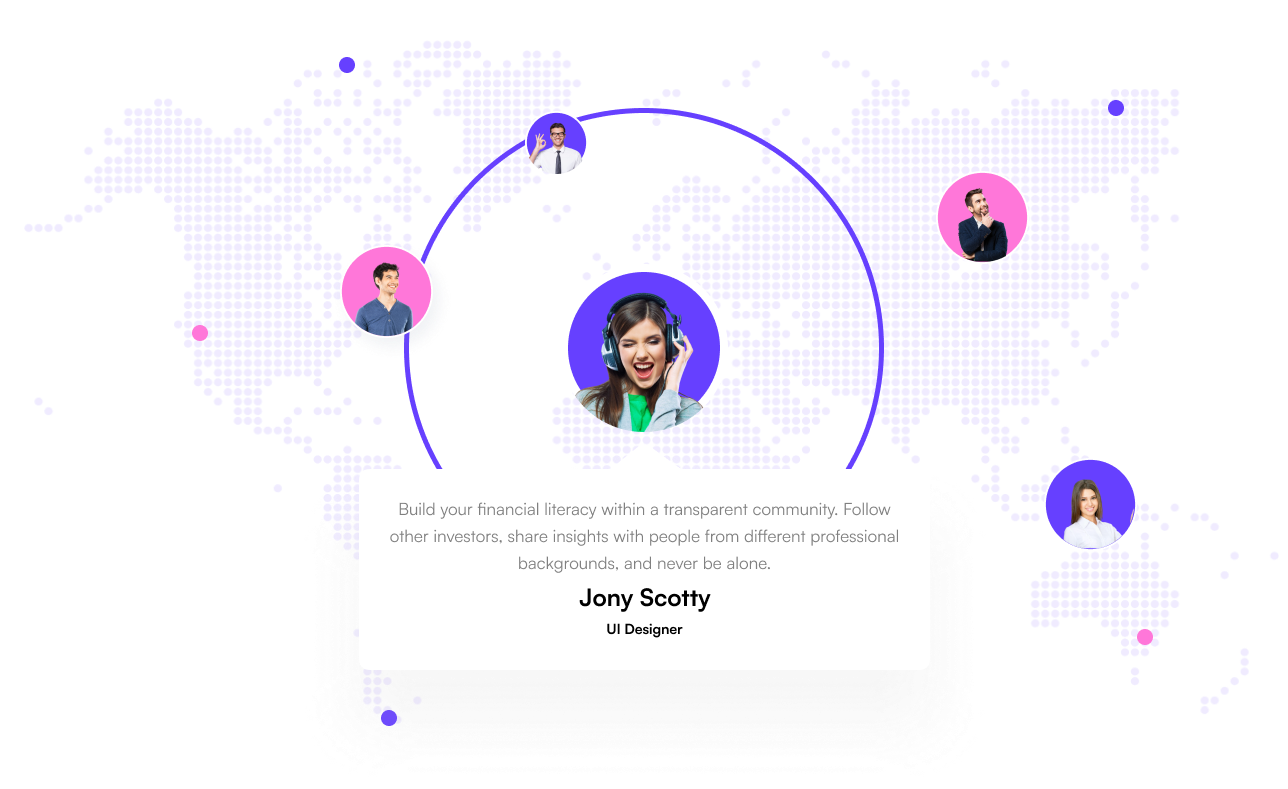 Build your financial literacy within a transparent community. Follow
other investors, share insights with people from different professional
backgrounds, and never be alone.
Jony Scotty
UI Designer